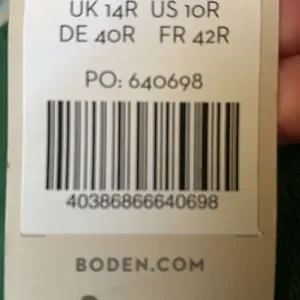 UK 14R US 10R
DE 40R FR 42R
PO: 640698
40386866640698
BODEN.COM